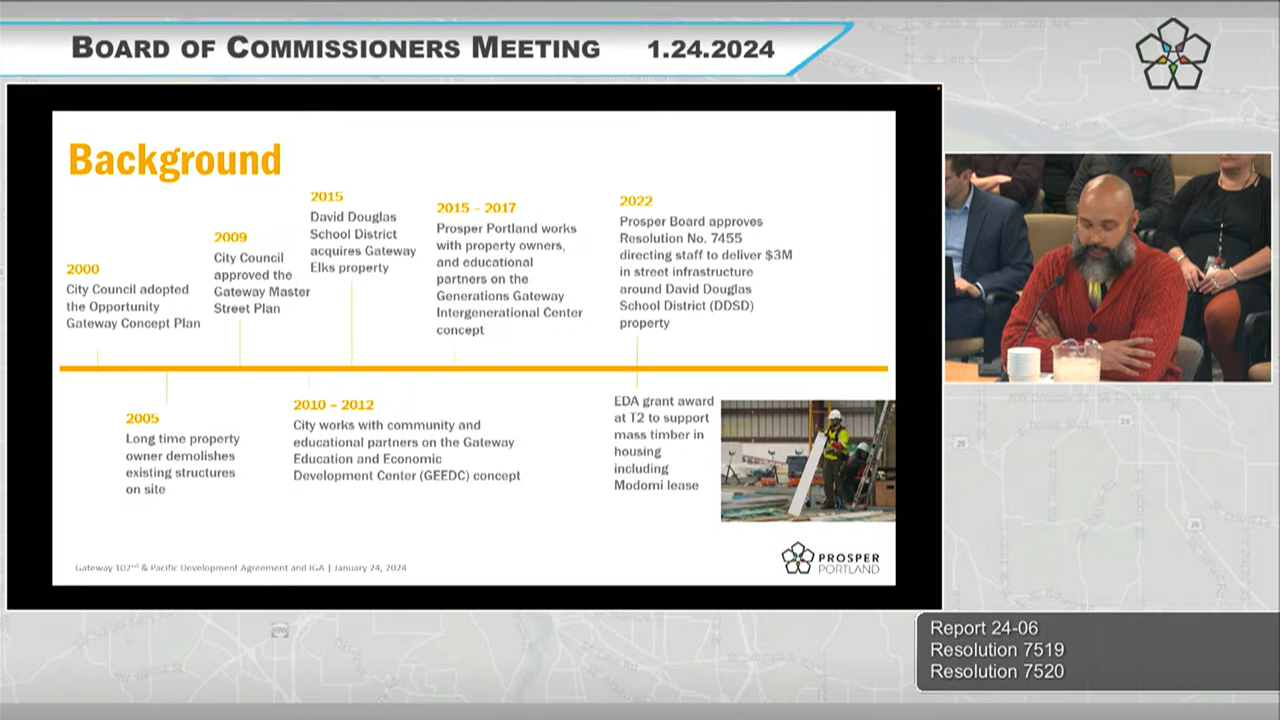 BOARD OF COMMISSIONERS MEETING 1.24.2024
Background
2000
City Council adopted
the Opportunity
Gateway Concept Plan
2005
Long time property
owner demolishes
existing structures
on site
2009
City Council
approved the
Gateway Master
Street Plan
2010 – 2012
City works with community and
educational partners on the Gateway
Education and Economic
Development Center (GEEDC) concept
2015
David Douglas
School District
acquires Gateway
Elks property
2015 – 2017
Prosper Portland works
with property owners,
and educational
partners on the
Generations Gateway
Intergenerational Center
concept
2022
Prosper Board approves
Resolution No. 7455
directing staff to deliver $3M
in street infrastructure
around David Douglas
School District (DDSD)
property
EDA grant award
at T2 to support
mass timber in
housing
including
Modomi lease
Gateway 102nd & Pacific Development Agreement and IGA | January 24, 2024
PROSPER
PORTLAND
Report 24-06
Resolution 7519
Resolution 7520